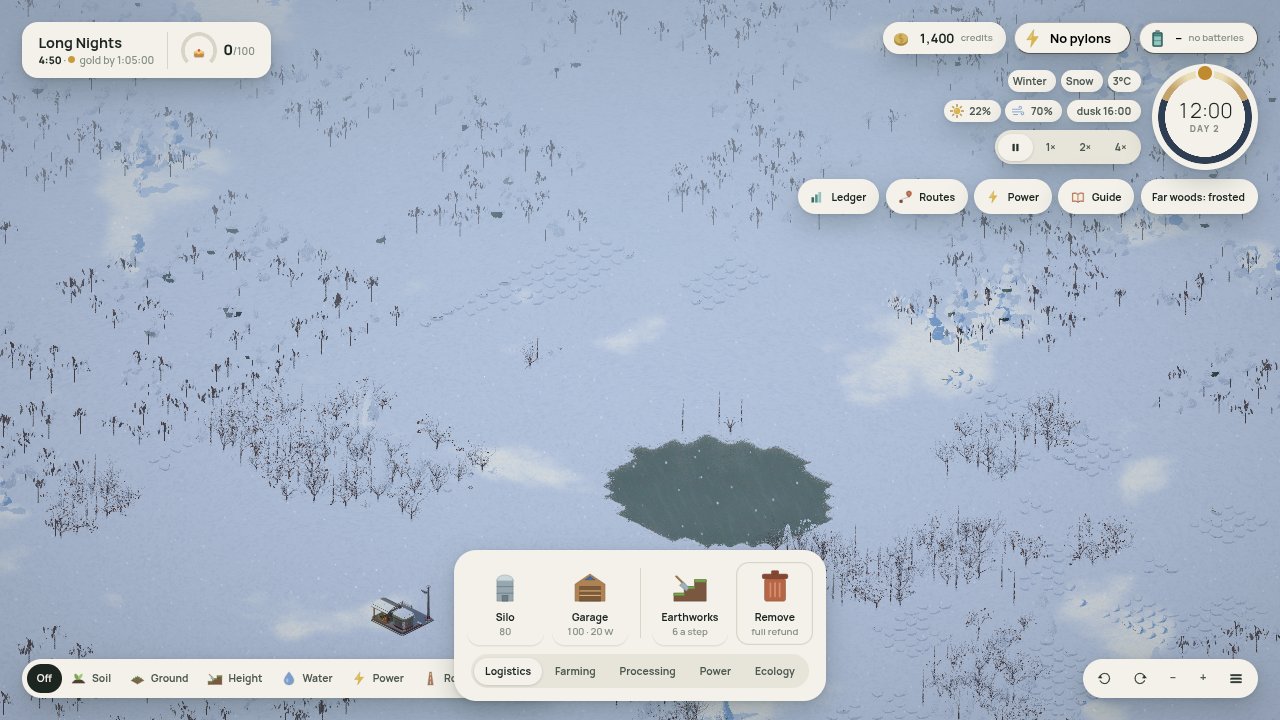 Long Nights
4:50 · gold by 1:05:00
0/100
1,400 credits
No pylons
– no batteries
Winter
Snow
3°C
22%
70%
dusk 16:00
12:00
DAY 2
1×
2×
4×
Ledger
Routes
Power
Guide
Far woods: frosted
Silo
80
Garage
100 · 20 W
Earthworks
6 a step
Remove
full refund
Logistics
Farming
Processing
Power
Ecology
Off
Soil
Ground
Height
Water
Power